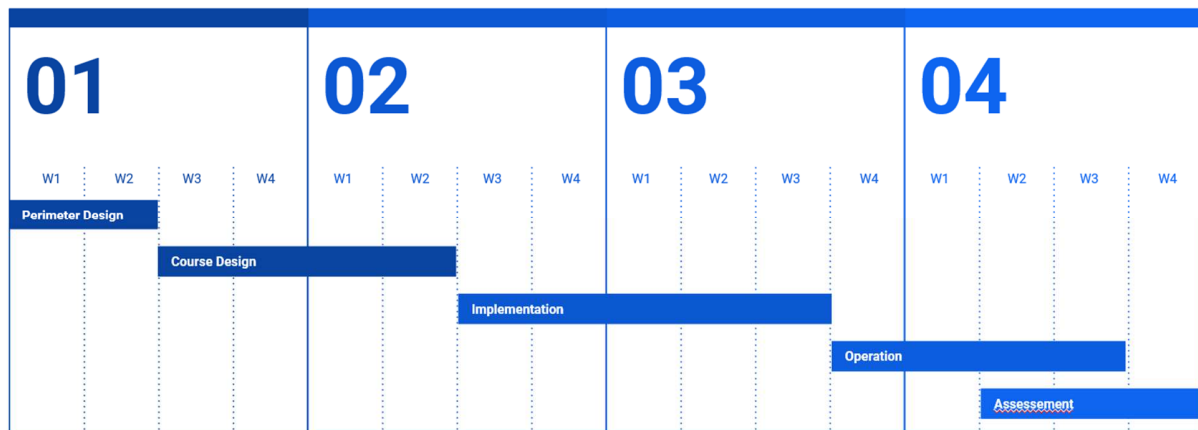 01 02 03 04
W1 W2 W3 W4 W1 W2 W3 W4 W1 W2 W3 W4 W1 W2 W3 W4
Perimeter Design
Course Design
Implementation
Operation
Assessement